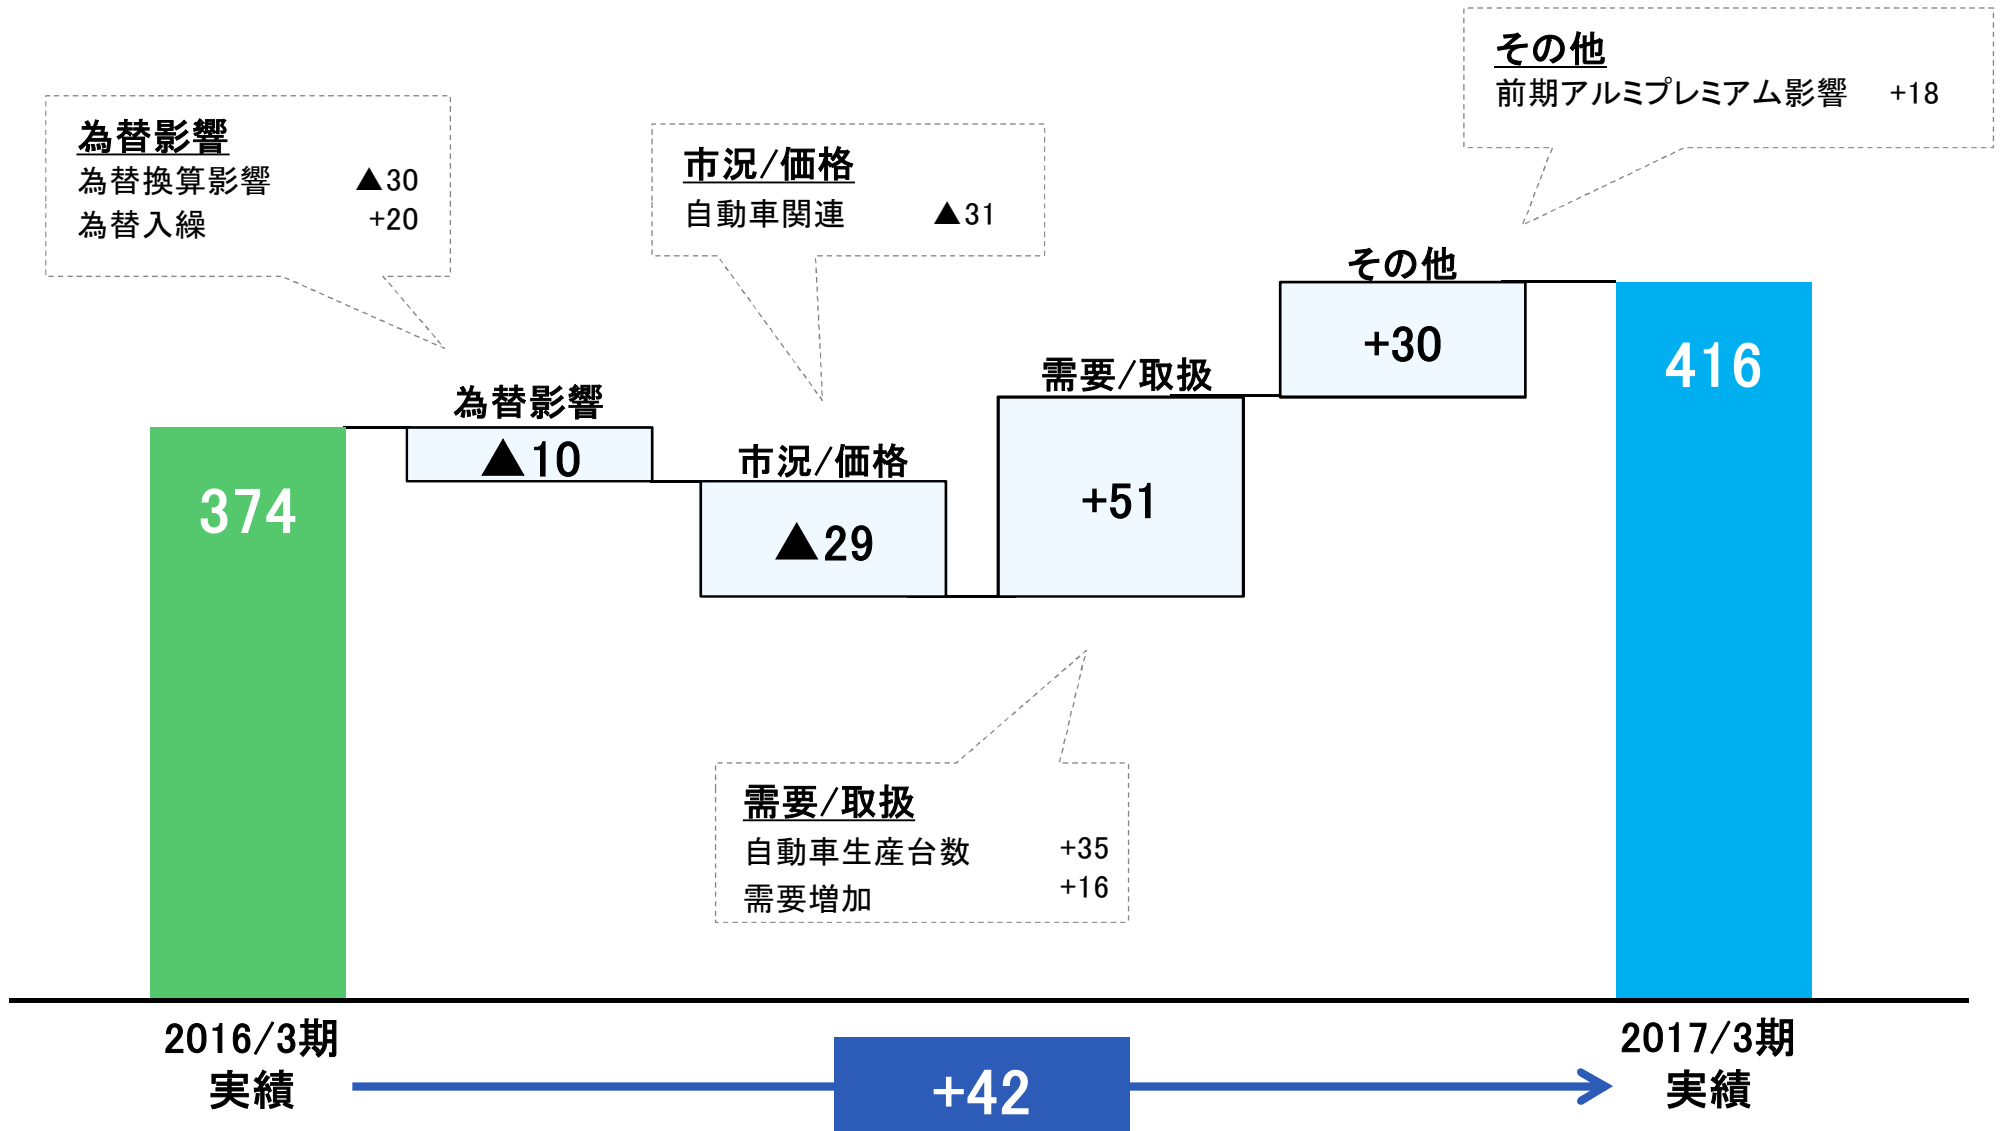 その他
前期アルミプレミアム影響 +18
為替影響
為替換算影響 ▲30
為替入繰 +20
市況/価格
自動車関連 ▲31
その他
+30
416
需要/取扱
+51
為替影響
▲10
市況/価格
▲29
374
需要/取扱
自動車生産台数 +35
需要増加 +16
2016/3期
実績
+42
2017/3期
実績